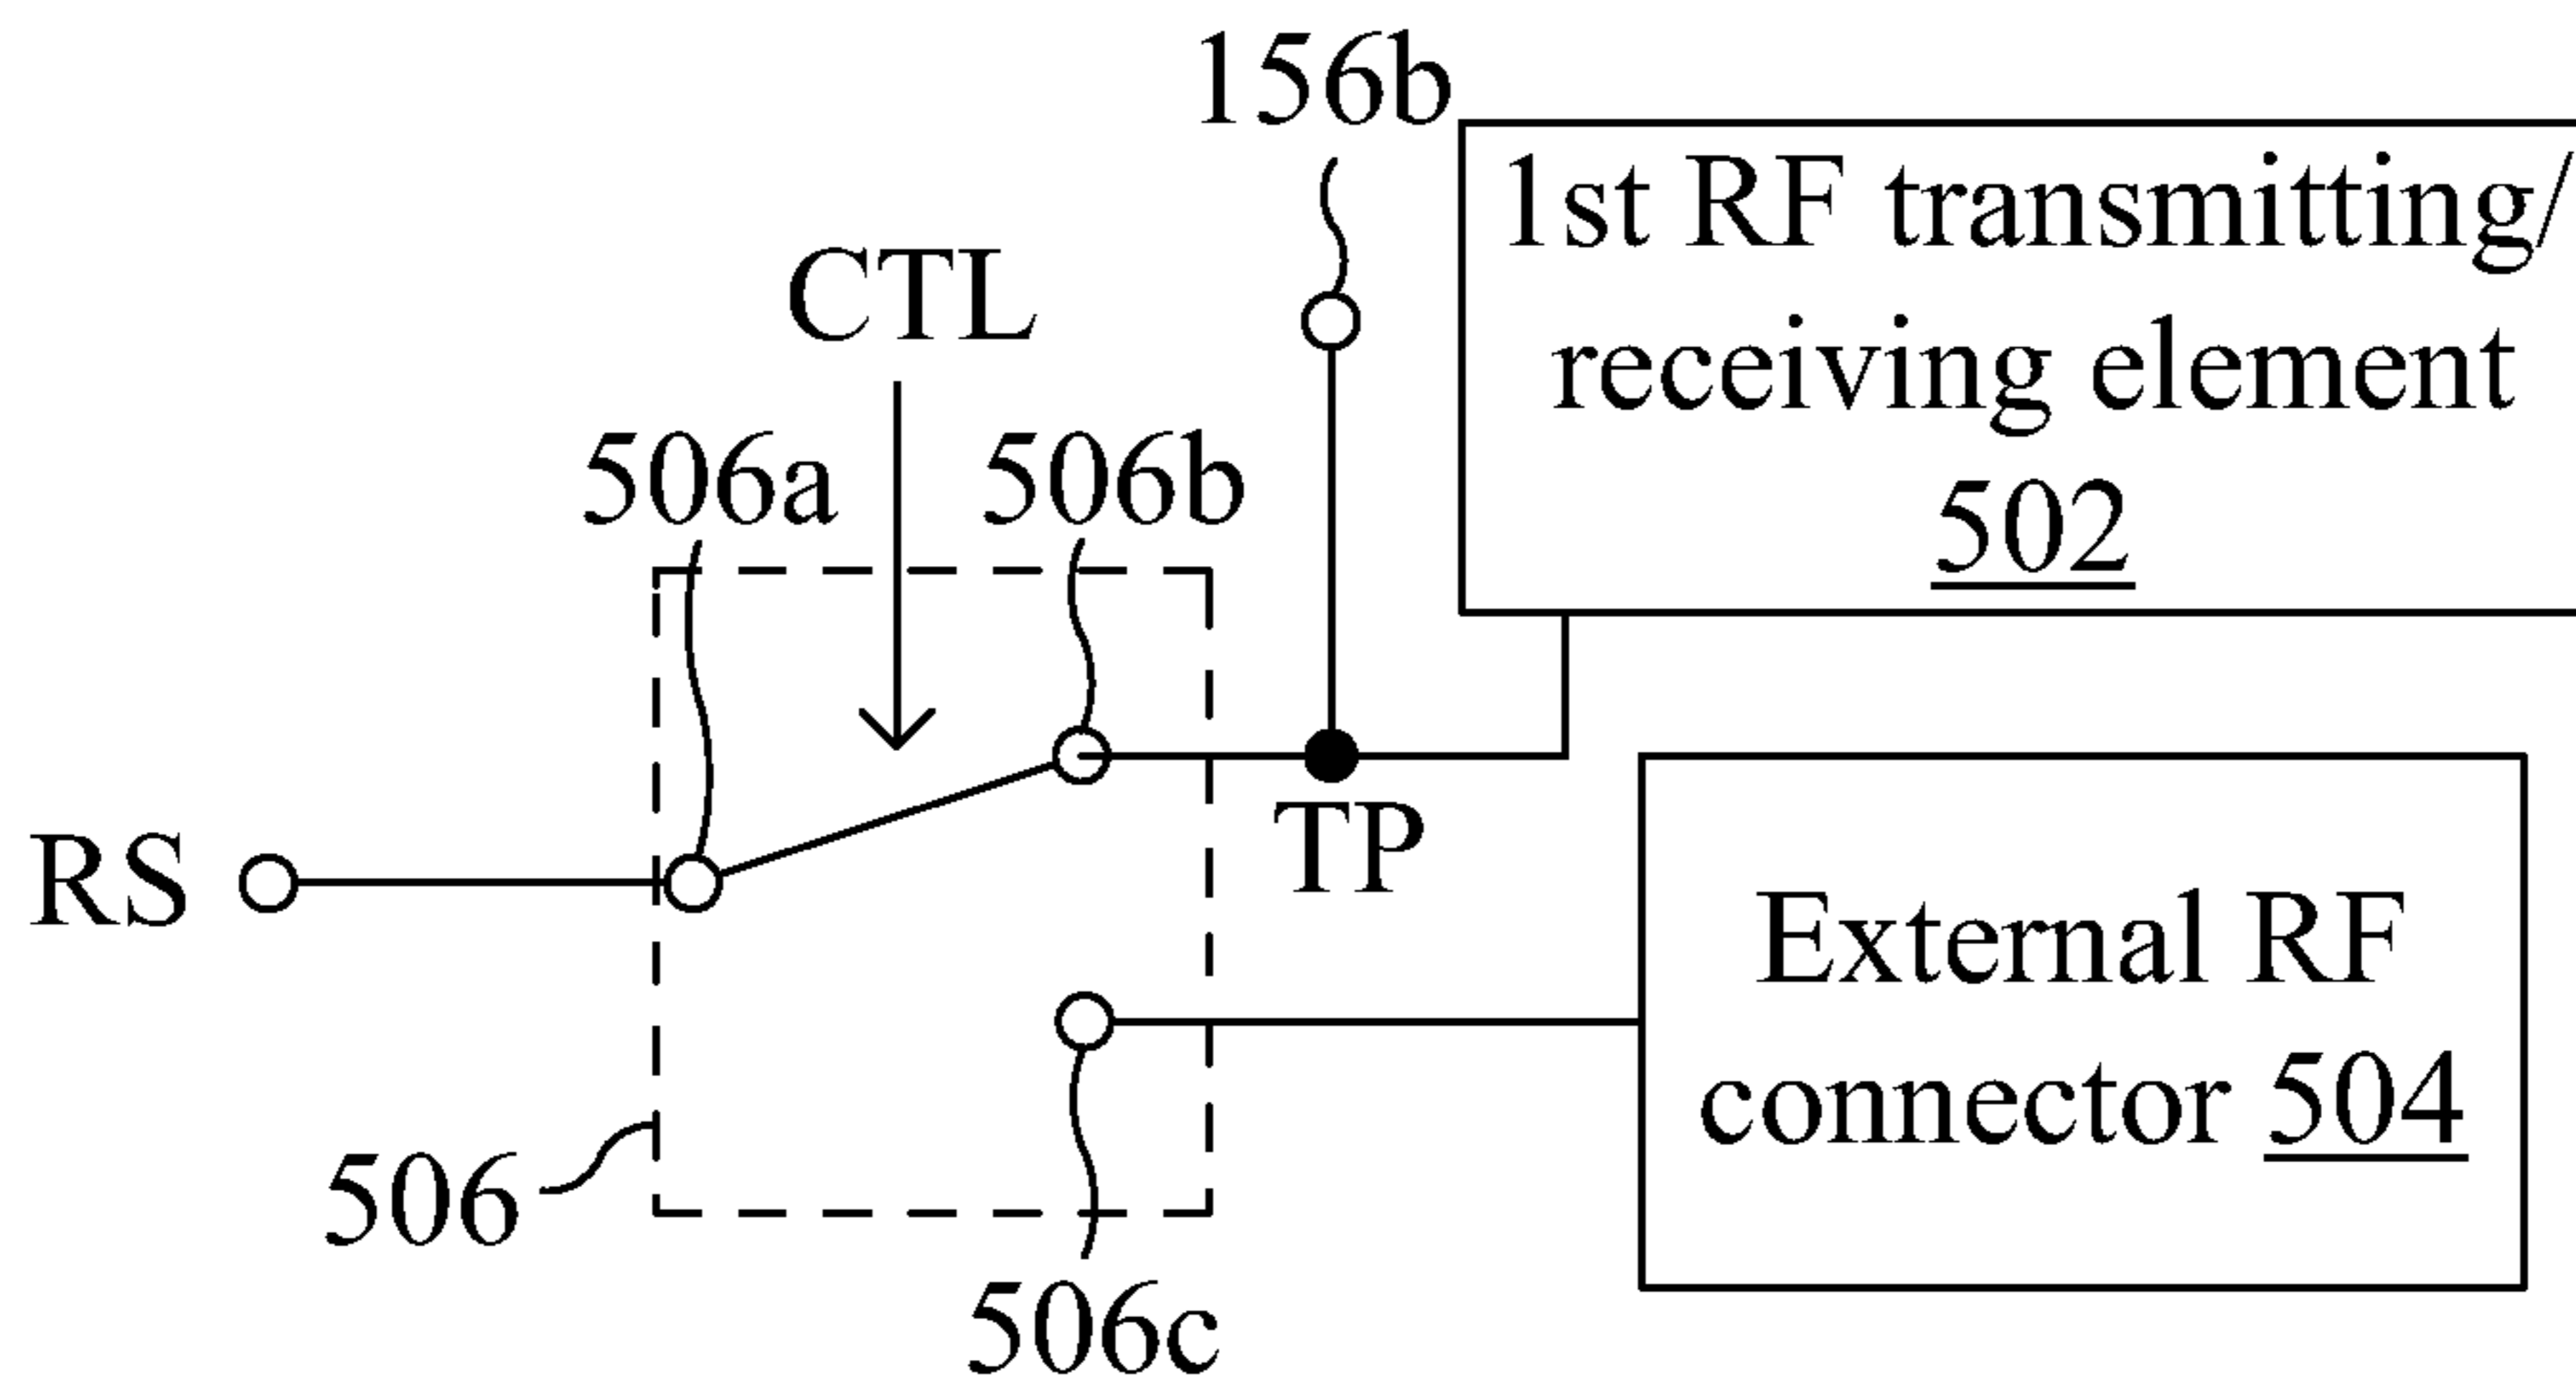 156b
1st RF transmitting/
receiving element
502
CTL
506a
506b
TP
RS
External RF
connector 504
506
506c